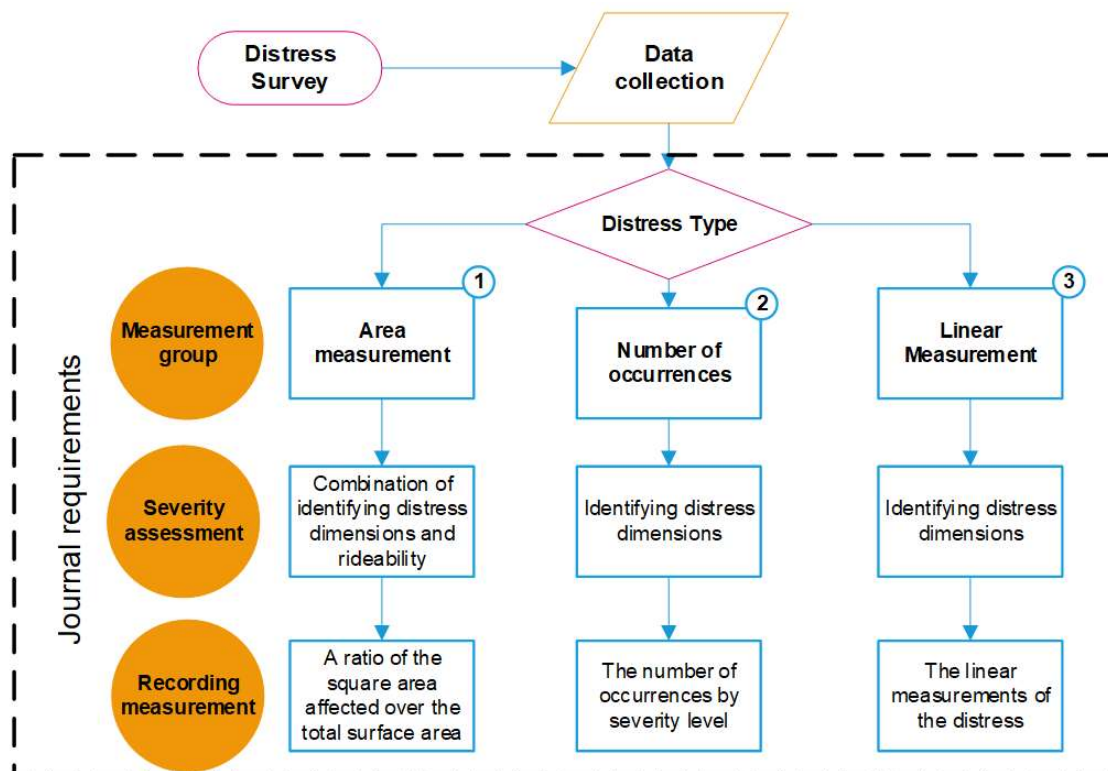 Distress
Survey
Data
collection
Distress Type
Journal requirements
Measurement
group
1
Area
measurement
2
Number of
occurrences
3
Linear
Measurement
Severity
assessment
Combination of
identifying distress
dimensions and
rideability
Identifying distress
dimensions
Identifying distress
dimensions
Recording
measurement
A ratio of the
square area
affected over the
total surface area
The number of
occurrences by
severity level
The linear
measurements of
the distress